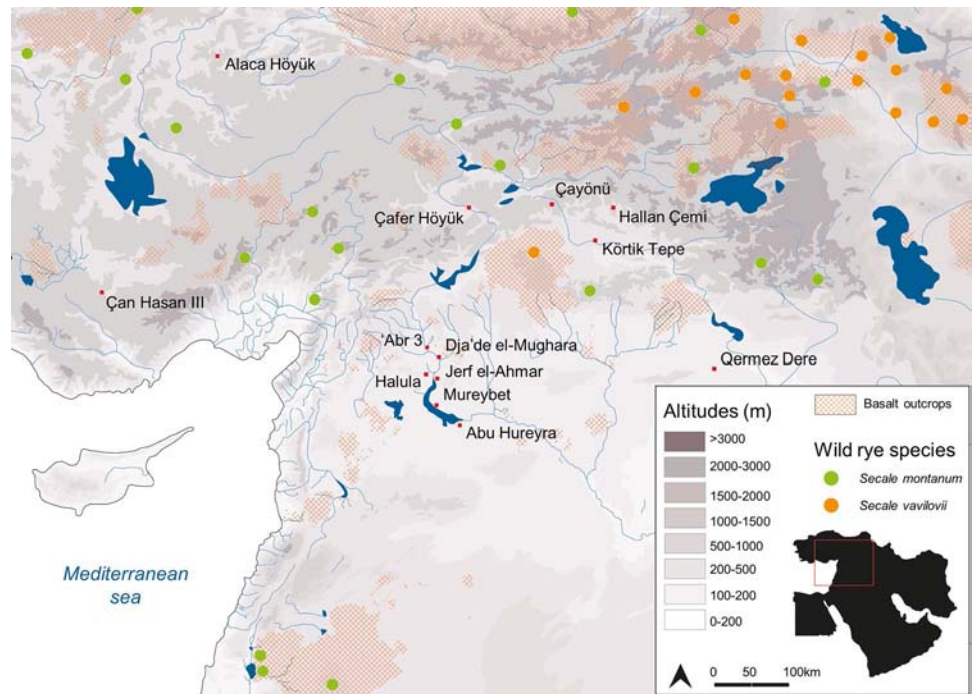 Alaca Höyük
Çayönü
Çafer Höyük
Hallan Çemi
Körtik Tepe
Çan Hasan III
'Abr 3
Dja'de el-Mughara
Qermez Dere
Halula
Jerf el-Ahmar
Mureybet
Abu Hureyra
Mediterranean
sea
Altitudes (m)
>3000
2000-3000
1500-2000
1000-1500
500-1000
200-500
100-200
0-200
Basalt outcrops
Wild rye species
Secale montanum
Secale vavilovii
0 50 100km